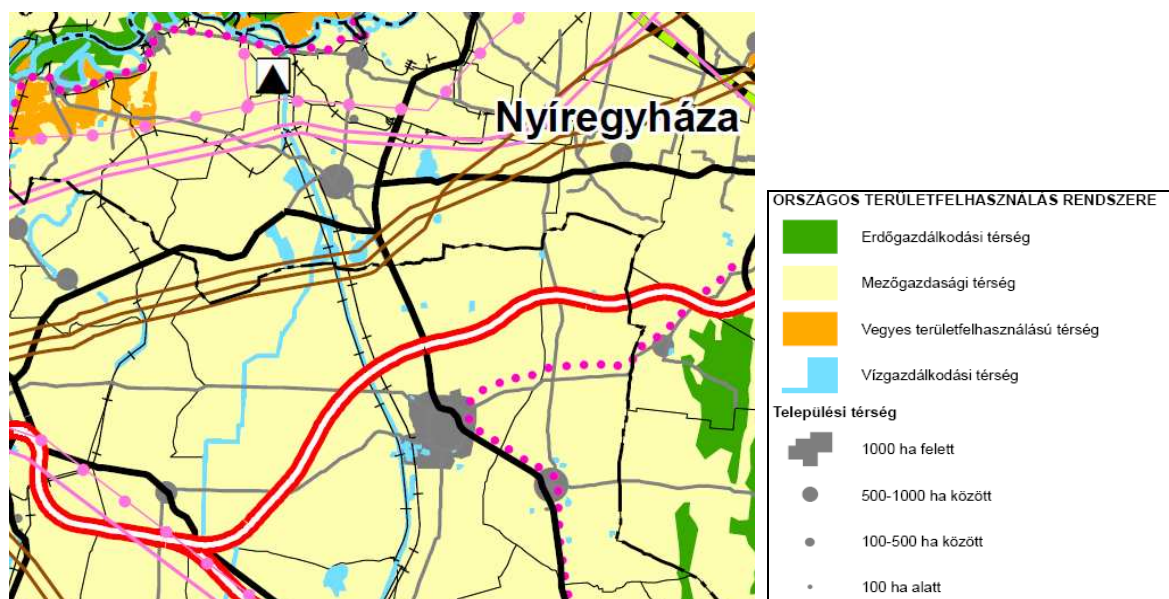 Nyíregyháza
ORSZÁGOS TERÜLETFELHASZNÁLÁS RENDSZERE
Erdőgazdálkodási térség
Mezőgazdasági térség
Vegyes területfelhasználású térség
Vízgazdálkodási térség
Települési térség
1000 ha felett
500-1000 ha között
100-500 ha között
100 ha alatt